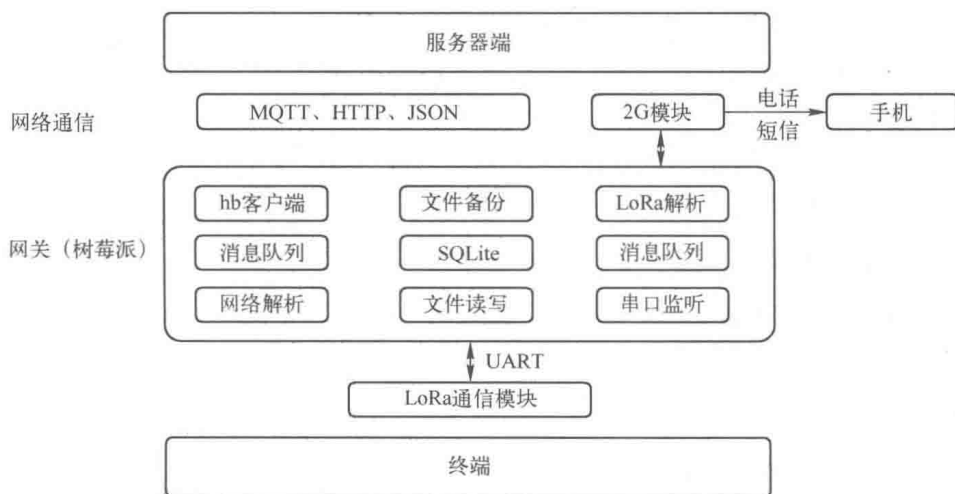 服务器端
网络通信
MQTT、HTTP、JSON
2G模块
电话
短信
手机
网关（树莓派）
hb客户端
文件备份
LoRa解析
消息队列
SQLite
消息队列
网络解析
文件读写
串口监听
UART
LoRa通信模块
终端